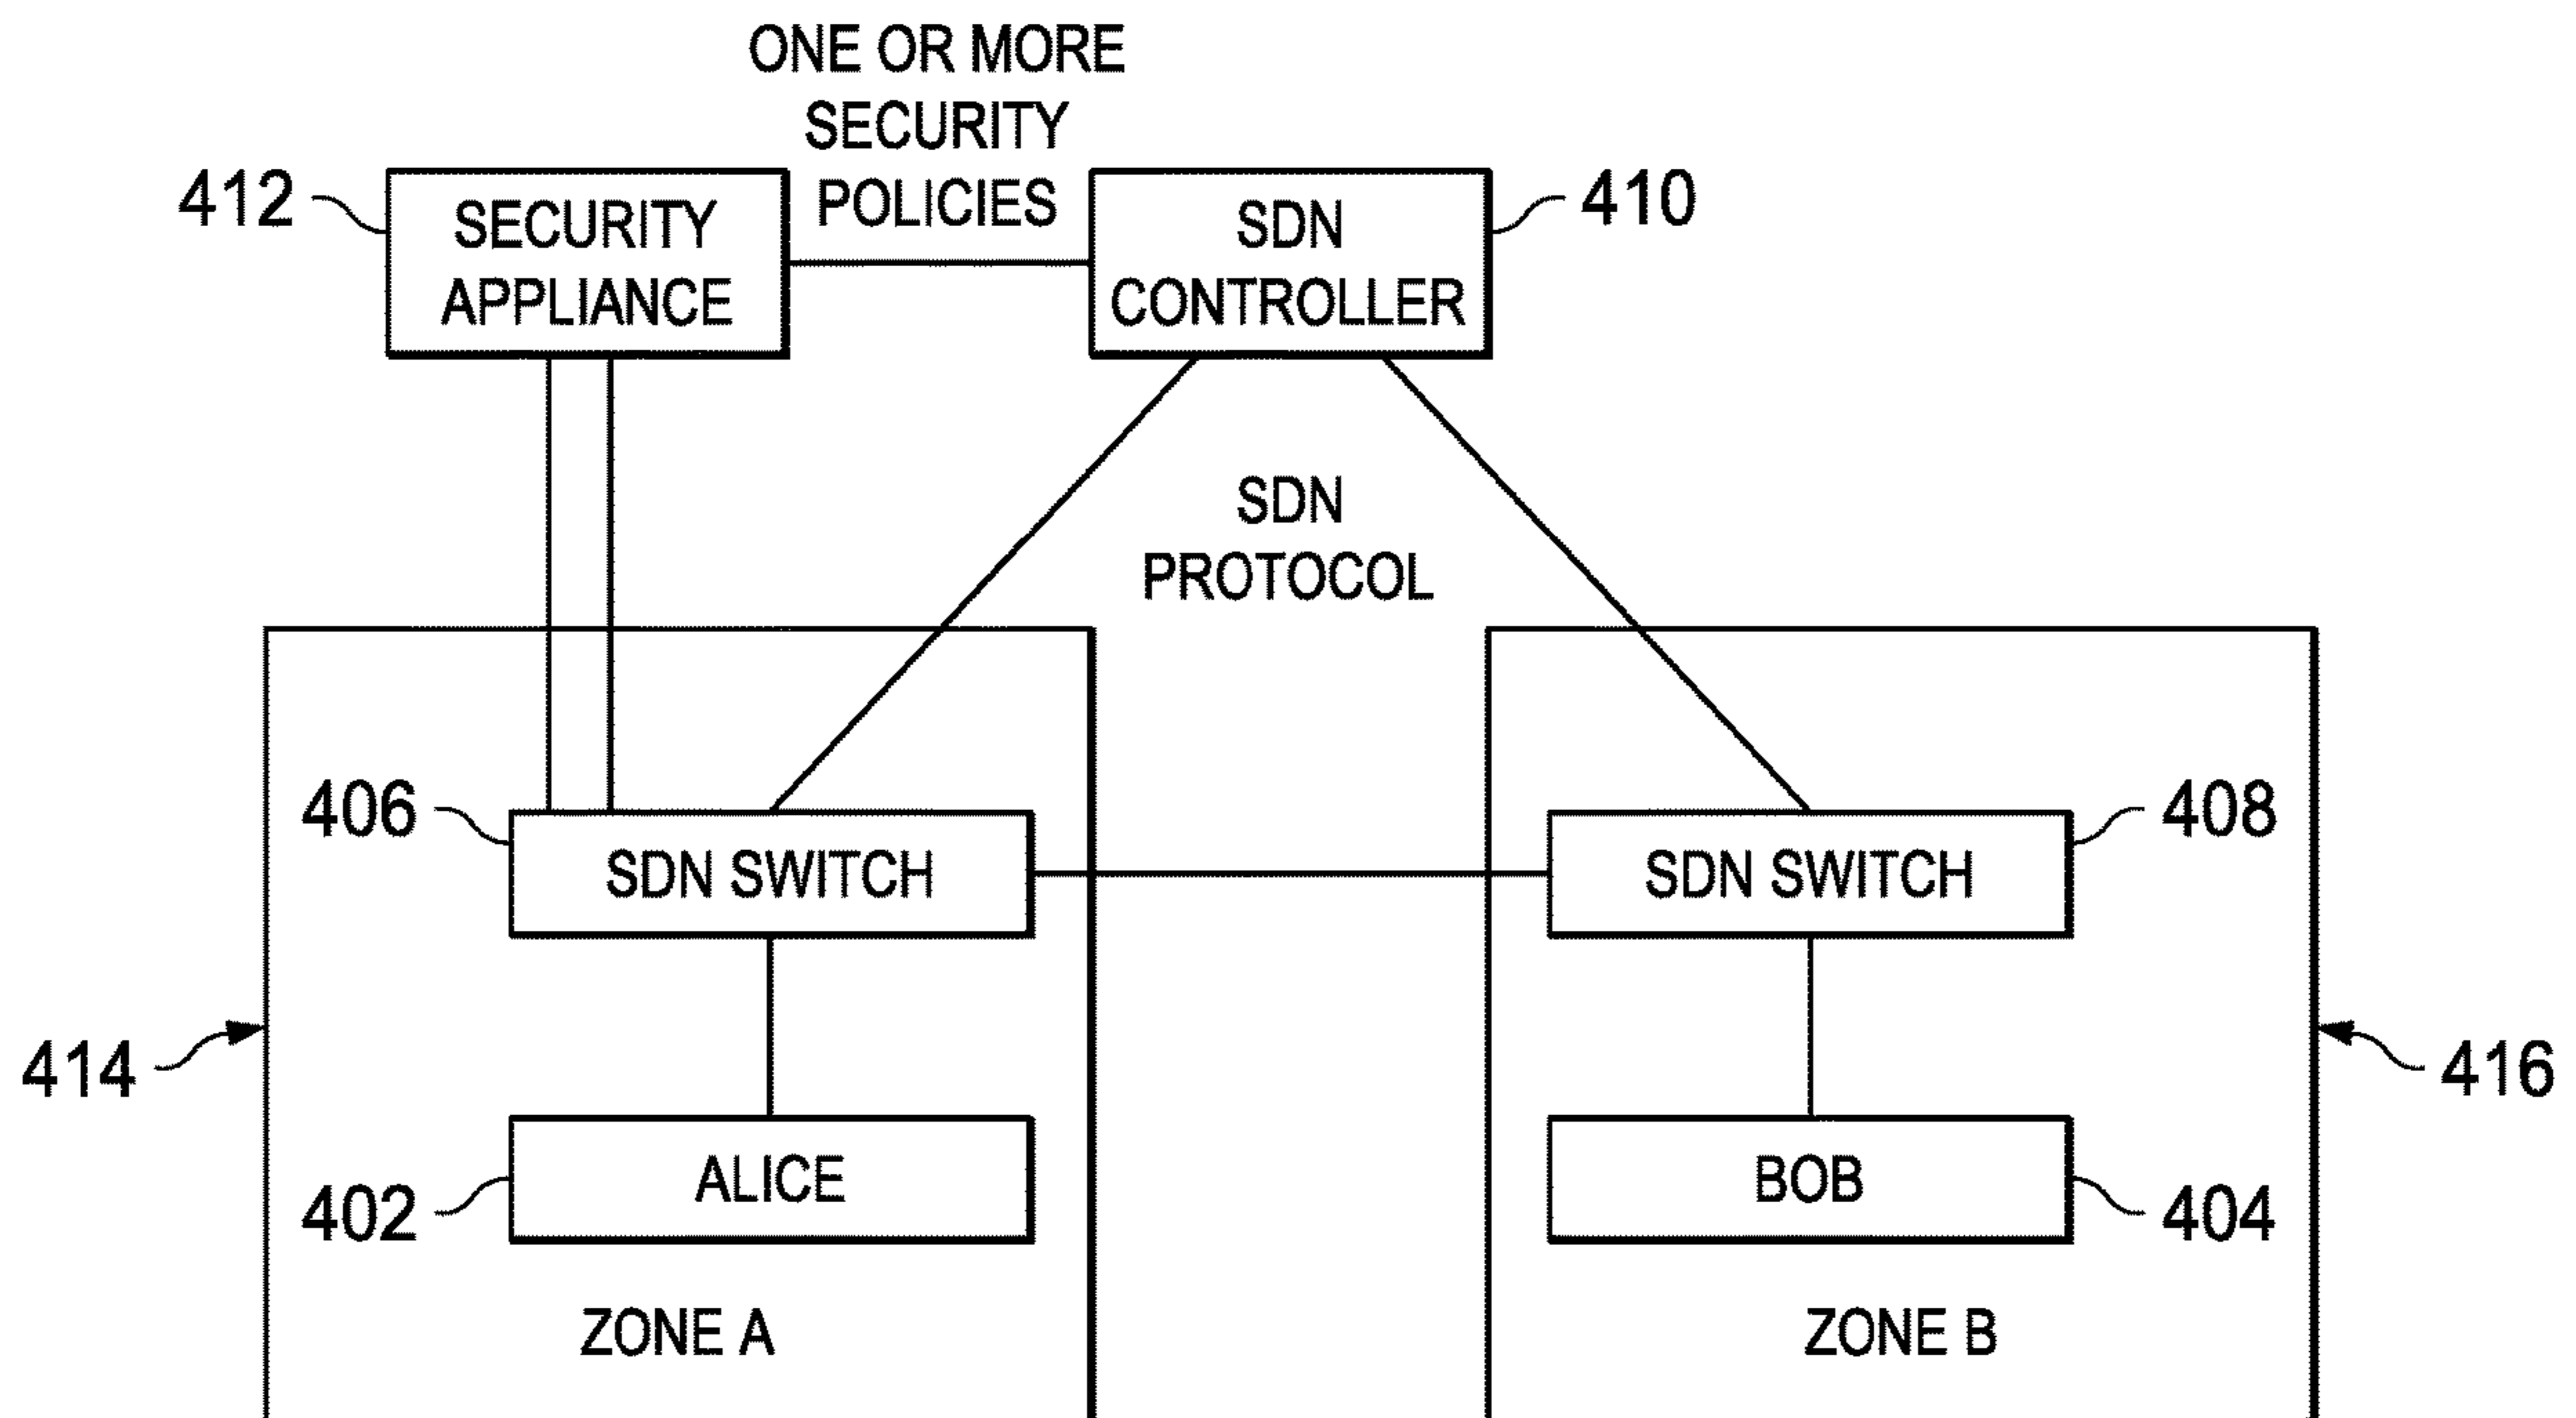 ONE OR MORE
SECURITY
POLICIES
412
SECURITY
APPLIANCE
SDN
CONTROLLER
410
SDN
PROTOCOL
406
SDN SWITCH
SDN SWITCH
408
414
416
402
ALICE
BOB
404
ZONE A
ZONE B